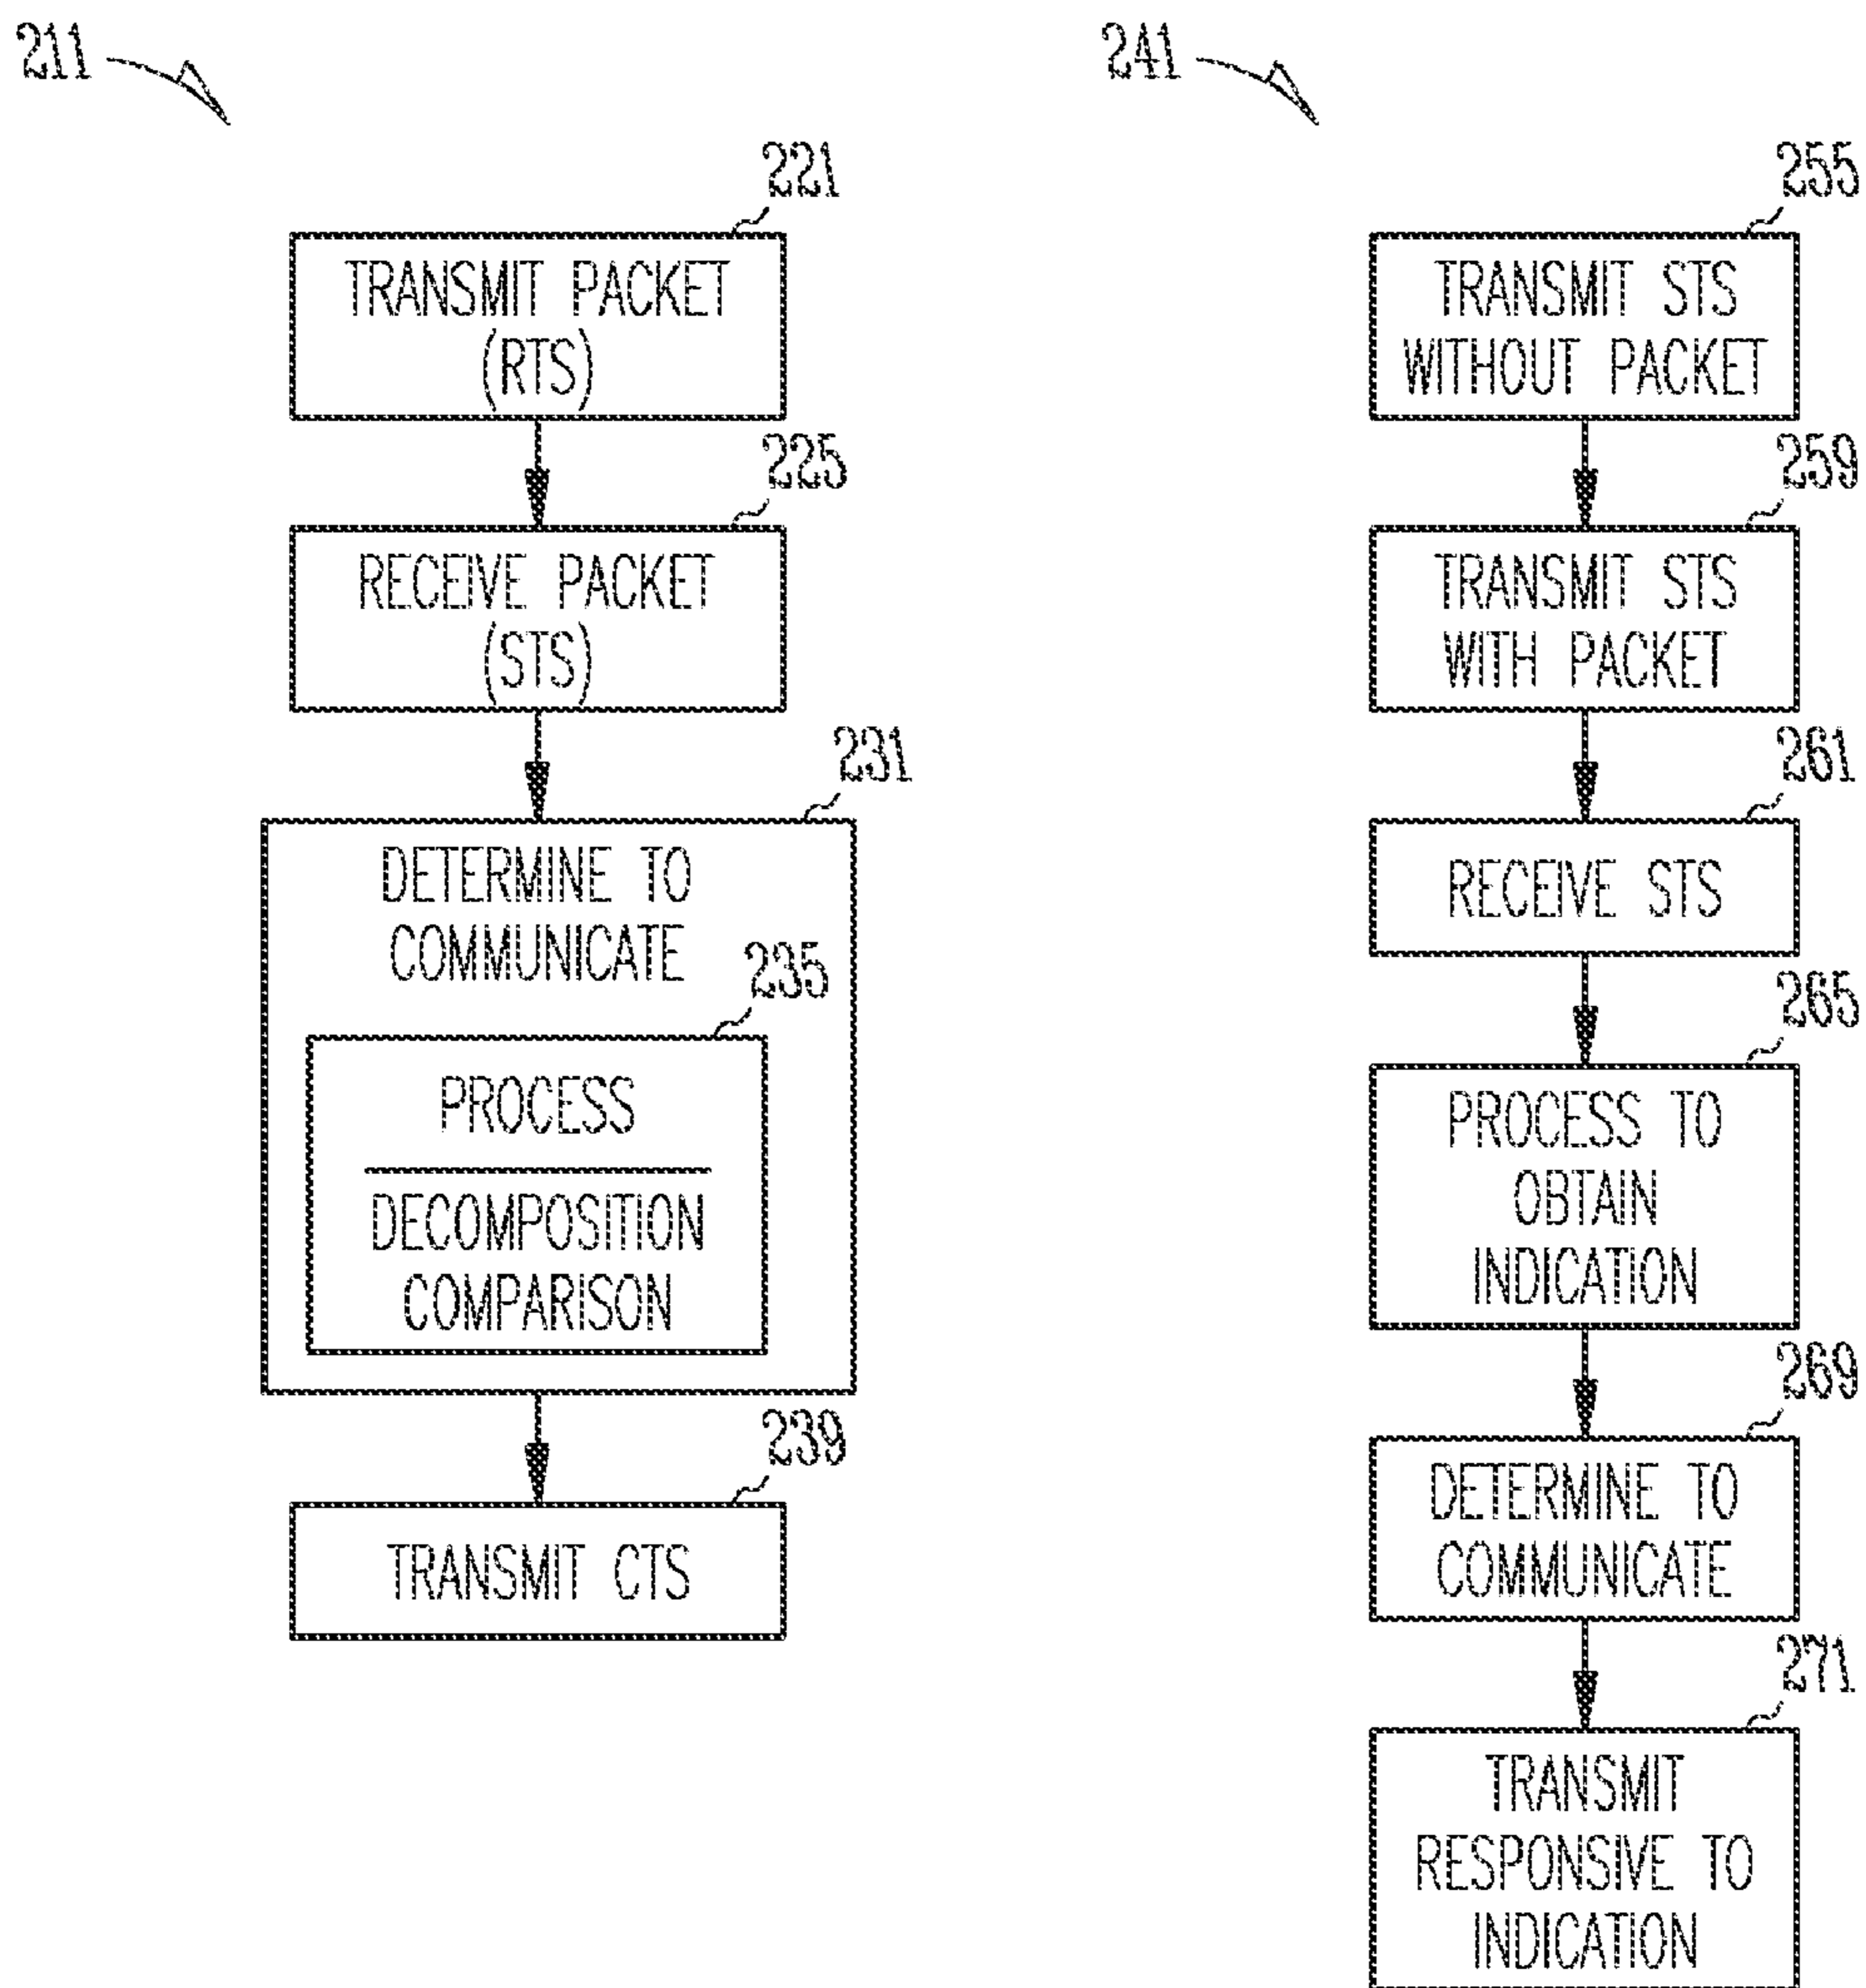 211
221
TRANSMIT PACKET
(RTS)
225
RECEIVE PACKET
(STS)
231
DETERMINE TO
COMMUNICATE
235
PROCESS
DECOMPOSITION
COMPARISON
239
TRANSMIT CTS
241
255
TRANSMIT STS
WITHOUT PACKET
259
TRANSMIT STS
WITH PACKET
261
RECEIVE STS
265
PROCESS TO
OBTAIN
INDICATION
269
DETERMINE TO
COMMUNICATE
271
TRANSMIT
RESPONSIVE TO
INDICATION